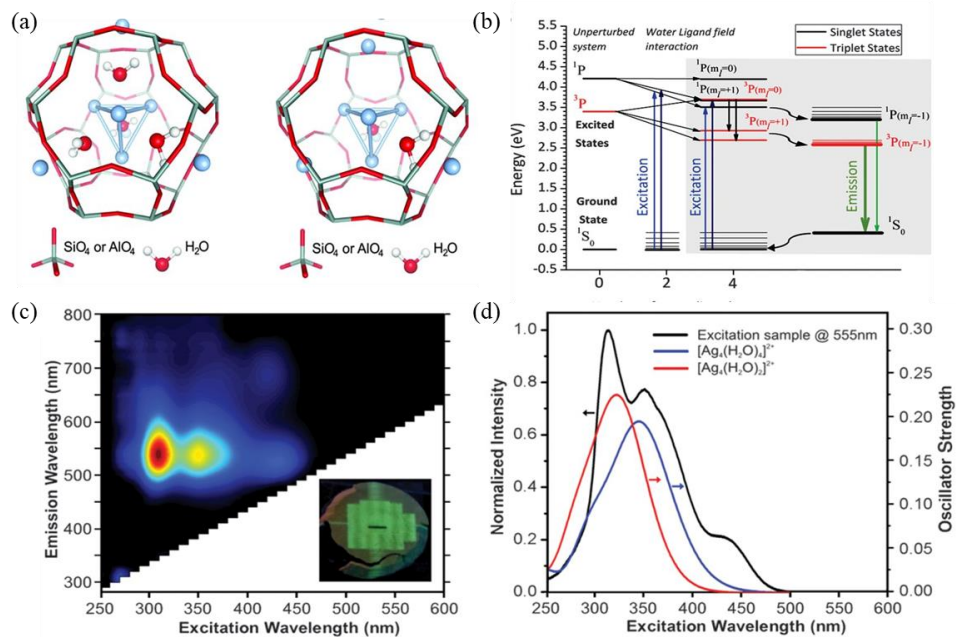 (a)
SiO₄ or AlO₄
H₂O
SiO₄ or AlO₄
H₂O
(b)
Unperturbed system
Water Ligand field interaction
Singlet States
Triplet States
5.5
5.0
4.5
4.0
3.5
3.0
2.5
2.0
1.5
1.0
0.5
0.0
-0.5
Energy (eV)
¹P
³P
Excited
States
Ground
State
¹S₀
Excitation
Excitation
¹P(mₗ=0)
¹P(mₗ=+1)
³P(mₗ=0)
³P(mₗ=+1)
¹P(mₗ=-1)
³P(mₗ=-1)
Emission
¹S₀
0
2
4
(c)
800
700
600
500
400
300
Emission Wavelength (nm)
250 300 350 400 450 500 550 600
Excitation Wavelength (nm)
(d)
1.0
0.8
0.6
0.4
0.2
0.0
Normalized Intensity
Excitation sample @ 555nm
[Ag₄(H₂O)₄]²⁺
[Ag₄(H₂O)₂]²⁺
0.30
0.25
0.20
0.15
0.10
0.05
0.00
Oscillator Strength
250 300 350 400 450 500 550 600
Excitation Wavelength (nm)